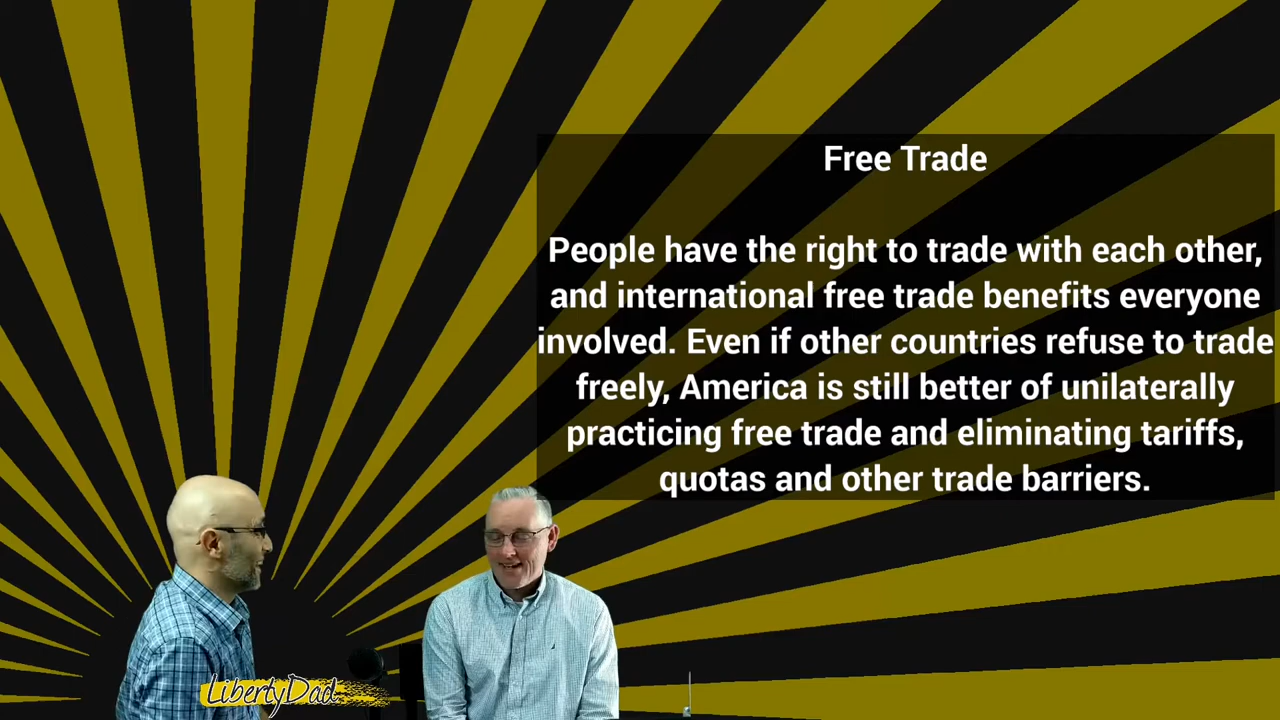 Free Trade
People have the right to trade with each other,
and international free trade benefits everyone
involved. Even if other countries refuse to trade
freely, America is still better of unilaterally
practicing free trade and eliminating tariffs,
quotas and other trade barriers.
LibertyDad